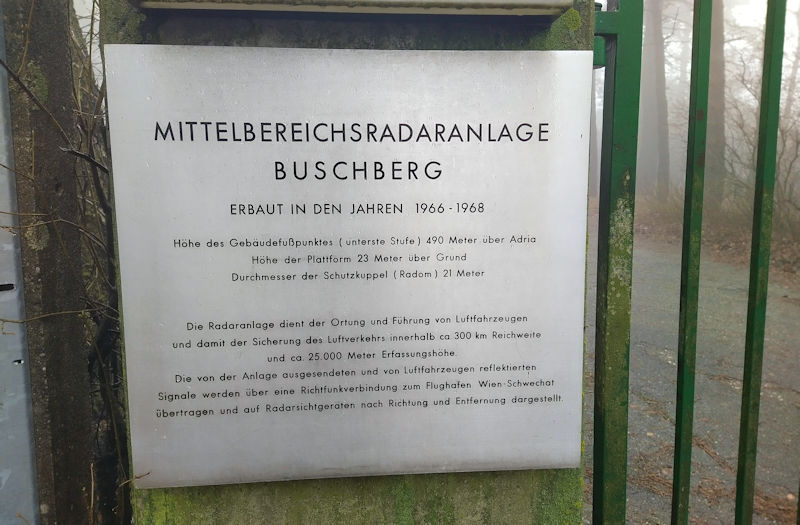 MITTELBEREICHSRADARANLAGE
BUSCHBERG
ERBAUT IN DEN JAHREN 1966-1968
Höhe des Gebäudefußpunktes (unterste Stufe) 490 Meter über Adria
Höhe der Plattform 23 Meter über Grund
Durchmesser der Schutzkuppel (Radom) 21 Meter
Die Radaranlage dient der Ortung und Führung von Luftfahrzeugen
und damit der Sicherung des Luftverkehrs innerhalb ca. 300 km Reichweite
und ca. 25.000 Meter Erfassungshöhe.
Die von der Anlage ausgesendeten und von Luftfahrzeugen reflektierten
Signale werden über eine Richtfunkverbindung zum Flughafen Wien-Schwechat
übertragen und auf Radarsichtgeräten nach Richtung und Entfernung dargestellt.